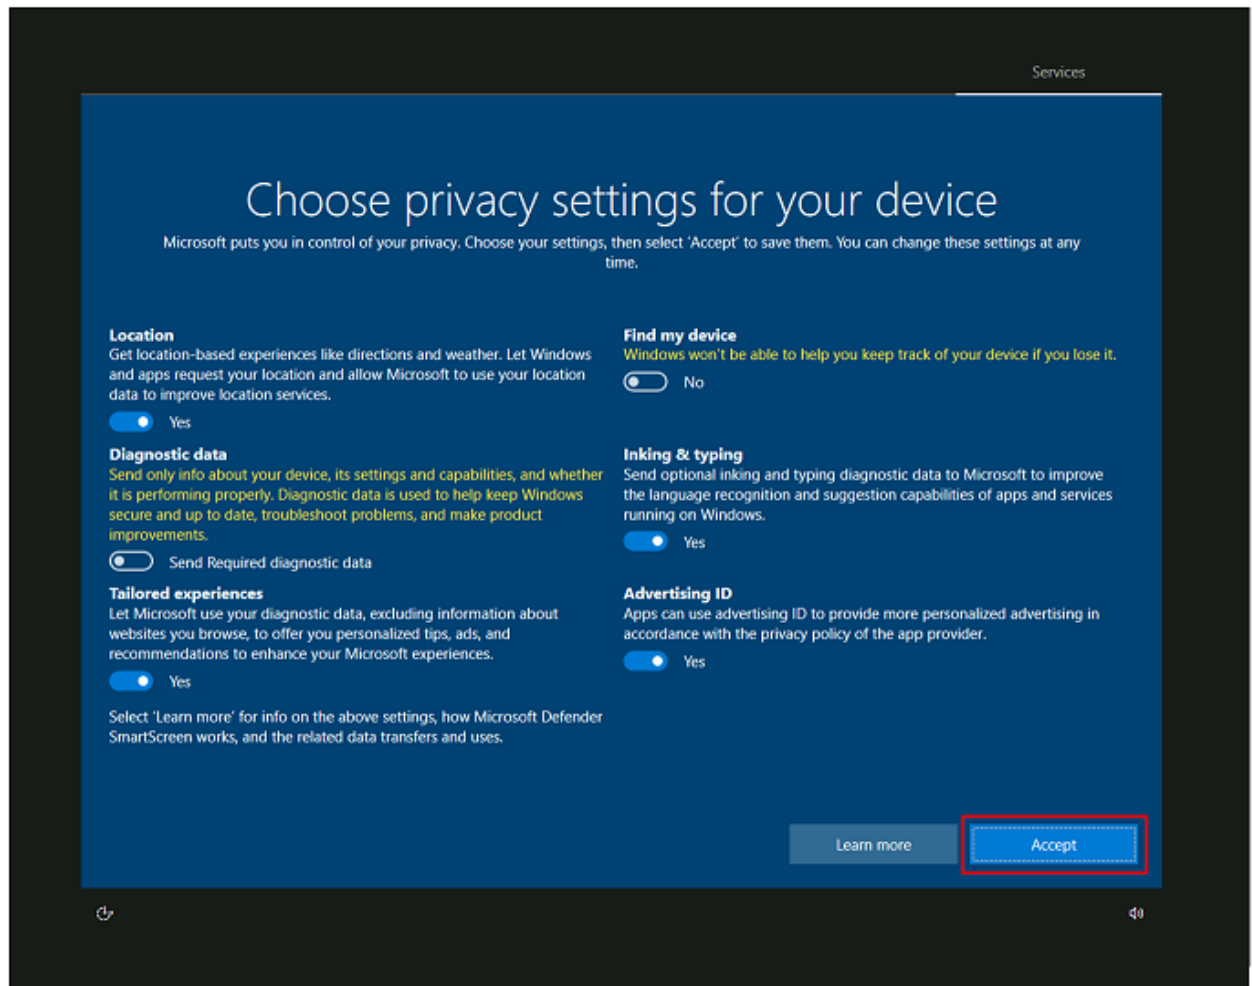 Services
Choose privacy settings for your device
Microsoft puts you in control of your privacy. Choose your settings, then select 'Accept' to save them. You can change these settings at any
time.
Location
Get location-based experiences like directions and weather. Let Windows
and apps request your location and allow Microsoft to use your location
data to improve location services.
Yes
Find my device
Windows won't be able to help you keep track of your device if you lose it.
No
Diagnostic data
Send only info about your device, its settings and capabilities, and whether
it is performing properly. Diagnostic data is used to help keep Windows
secure and up to date, troubleshoot problems, and make product
improvements.
Send Required diagnostic data
Inking & typing
Send optional inking and typing diagnostic data to Microsoft to improve
the language recognition and suggestion capabilities of apps and services
running on Windows.
Yes
Tailored experiences
Let Microsoft use your diagnostic data, excluding information about
websites you browse, to offer you personalized tips, ads, and
recommendations to enhance your Microsoft experiences.
Yes
Advertising ID
Apps can use advertising ID to provide more personalized advertising in
accordance with the privacy policy of the app provider.
Yes
Select 'Learn more' for info on the above settings, how Microsoft Defender
SmartScreen works, and the related data transfers and uses.
Learn more
Accept